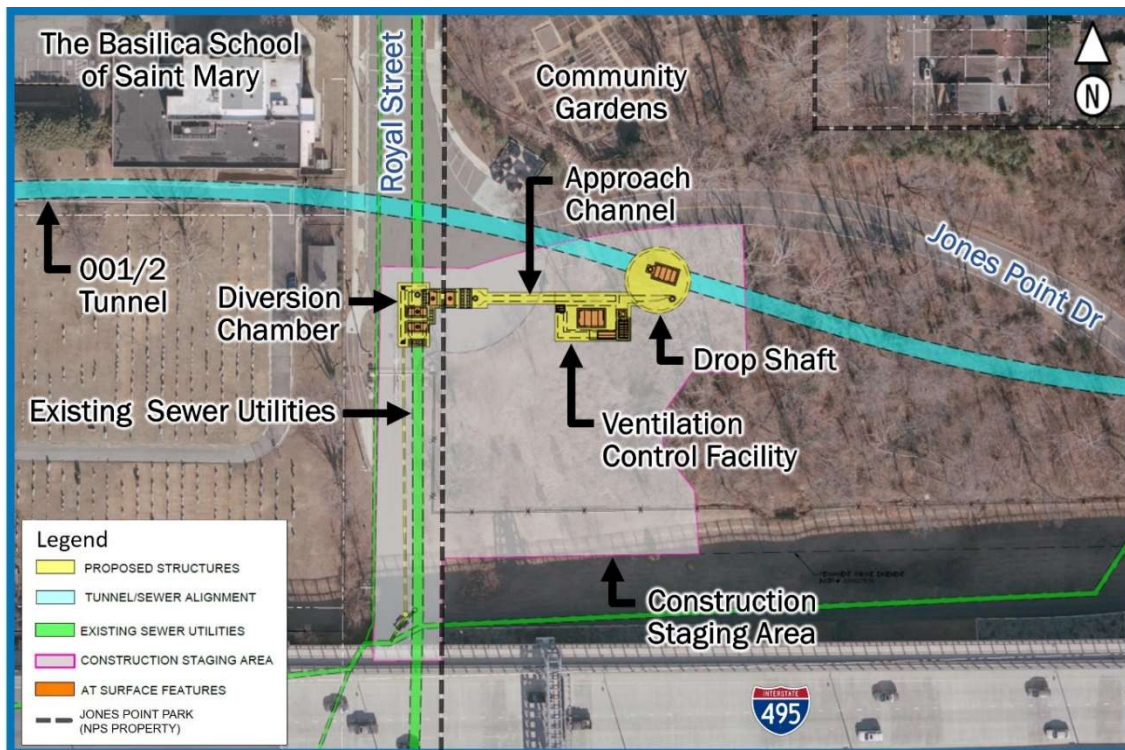 The Basilica School
of Saint Mary
Royal Street
Community
Gardens
N
Approach
Channel
Jones Point Dr
001/2
Tunnel
Diversion
Chamber
Drop Shaft
Existing Sewer Utilities
Ventilation
Control Facility
Construction
Staging Area
Legend
PROPOSED STRUCTURES
TUNNEL/SEWER ALIGNMENT
EXISTING SEWER UTILITIES
CONSTRUCTION STAGING AREA
AT SURFACE FEATURES
JONES POINT PARK
(NPS PROPERTY)
INTERSTATE
495